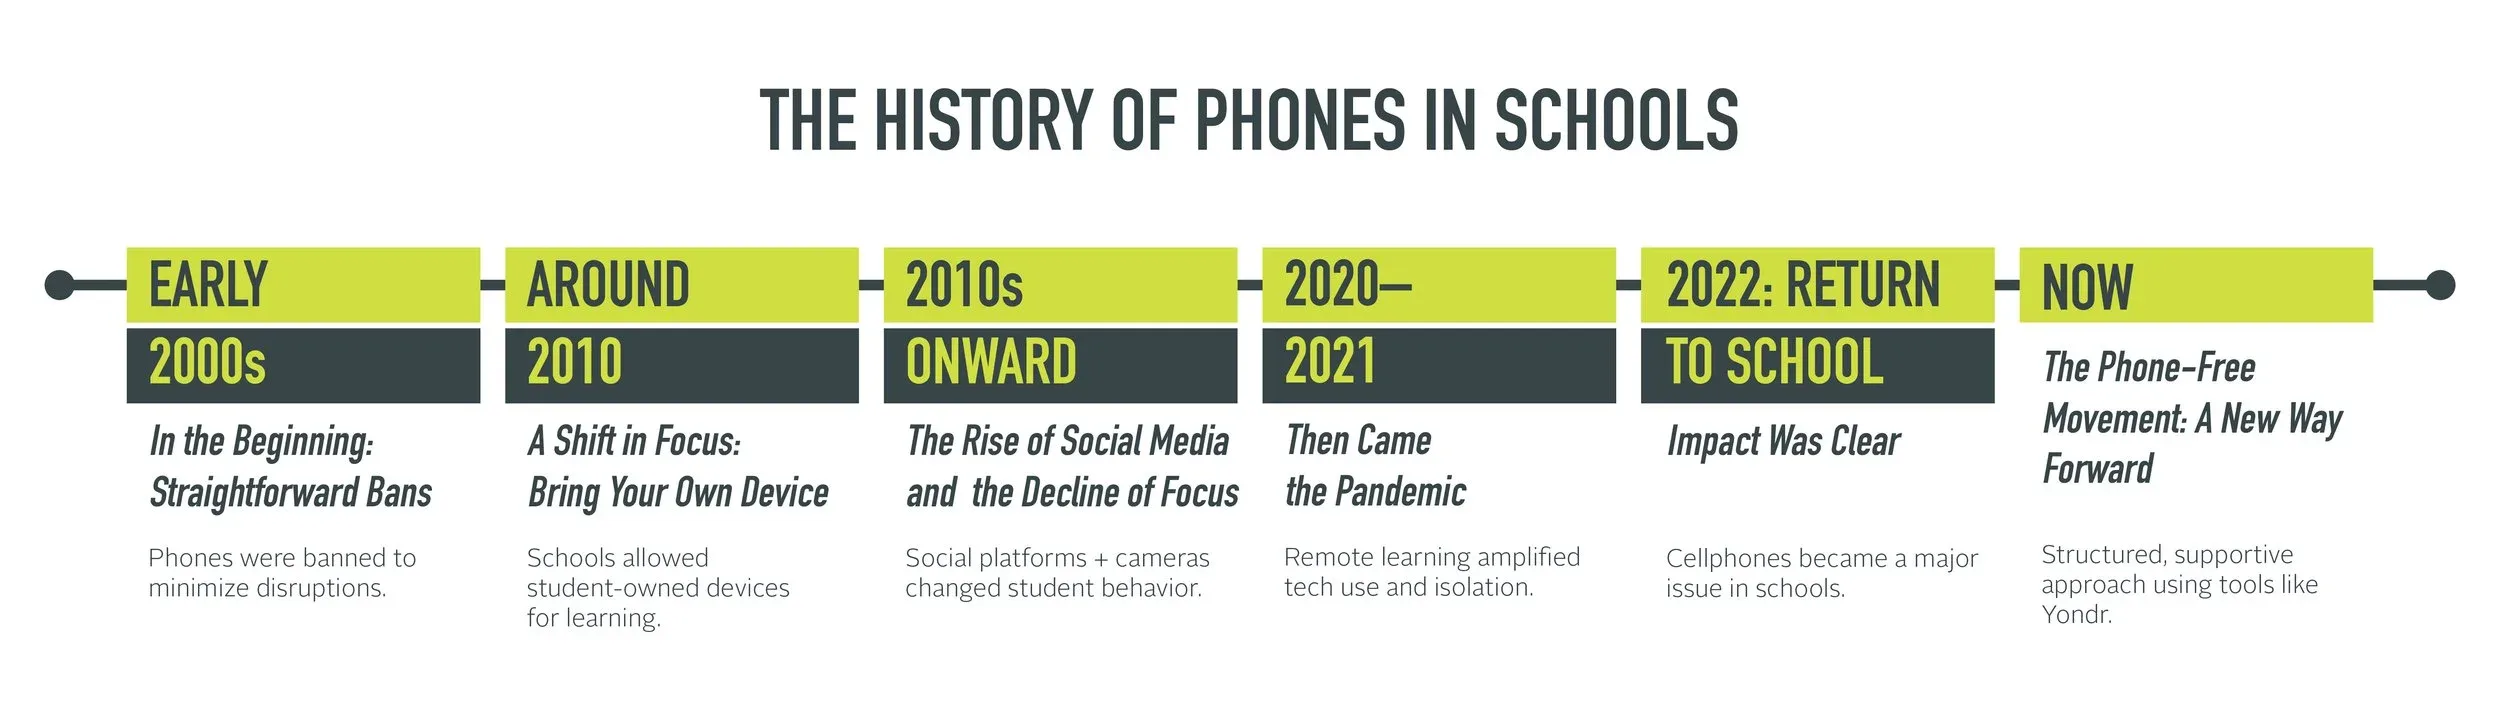 THE HISTORY OF PHONES IN SCHOOLS
EARLY
2000s
In the Beginning:
Straightforward Bans
Phones were banned to
minimize disruptions.
AROUND
2010
A Shift in Focus:
Bring Your Own Device
Schools allowed
student-owned devices
for learning.
2010s
ONWARD
The Rise of Social Media
and the Decline of Focus
Social platforms + cameras
changed student behavior.
2020—
2021
Then Came
the Pandemic
Remote learning amplified
tech use and isolation.
2022: RETURN
TO SCHOOL
Impact Was Clear
Cellphones became a major
issue in schools.
NOW
The Phone-Free
Movement: A New Way
Forward
Structured, supportive
approach using tools like
Yondr.